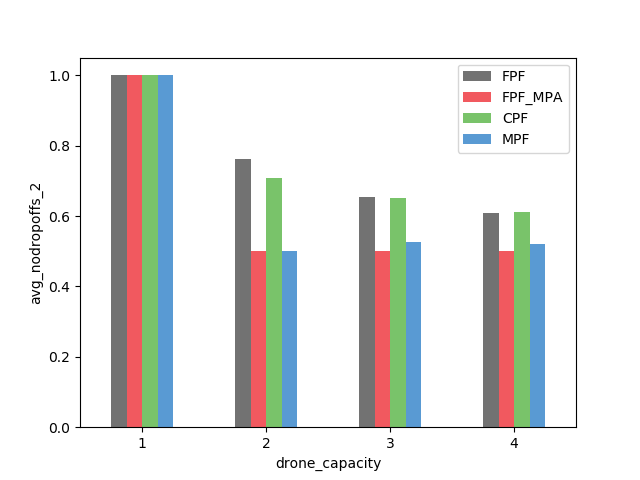 FPF
FPF_MPA
CPF
MPF
1.0
0.8
0.6
0.4
0.2
0.0
avg_nodropoffs_2
1 2 3 4
drone_capacity